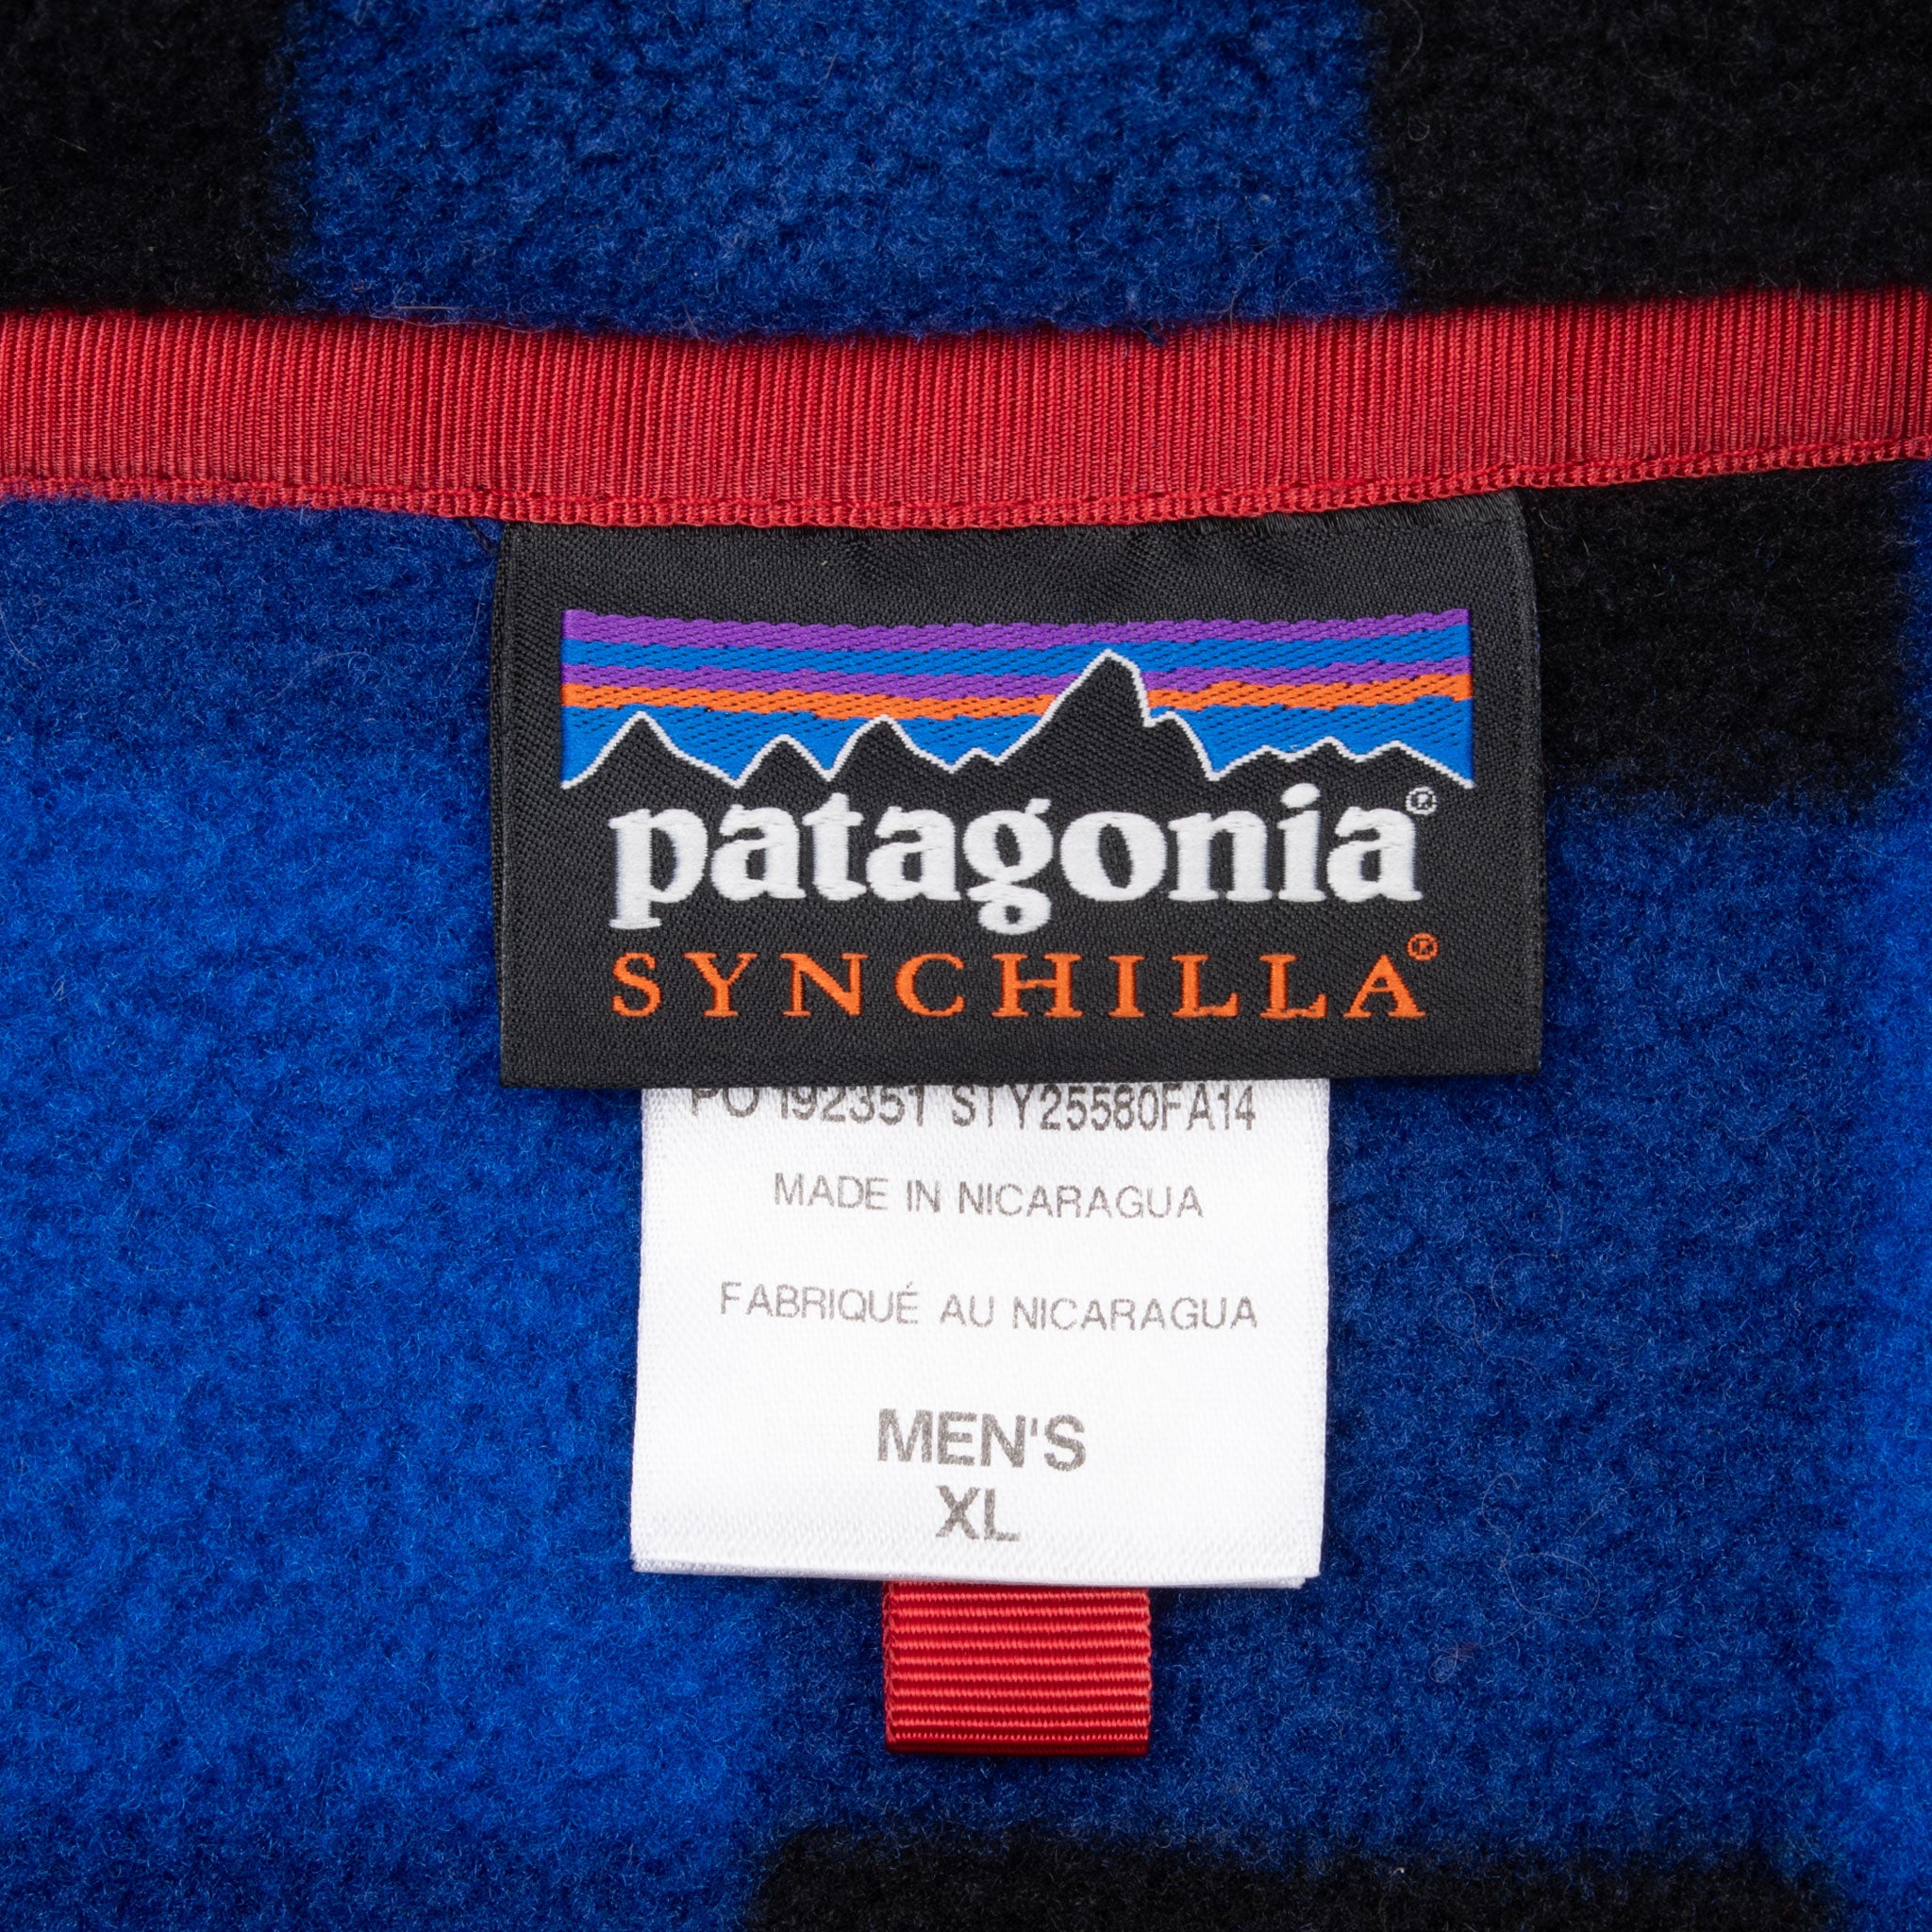 patagonia®
SYNCHILLA®
PO 192351 STY25580FA14
MADE IN NICARAGUA
FABRIQUÉ AU NICARAGUA
MEN'S
XL